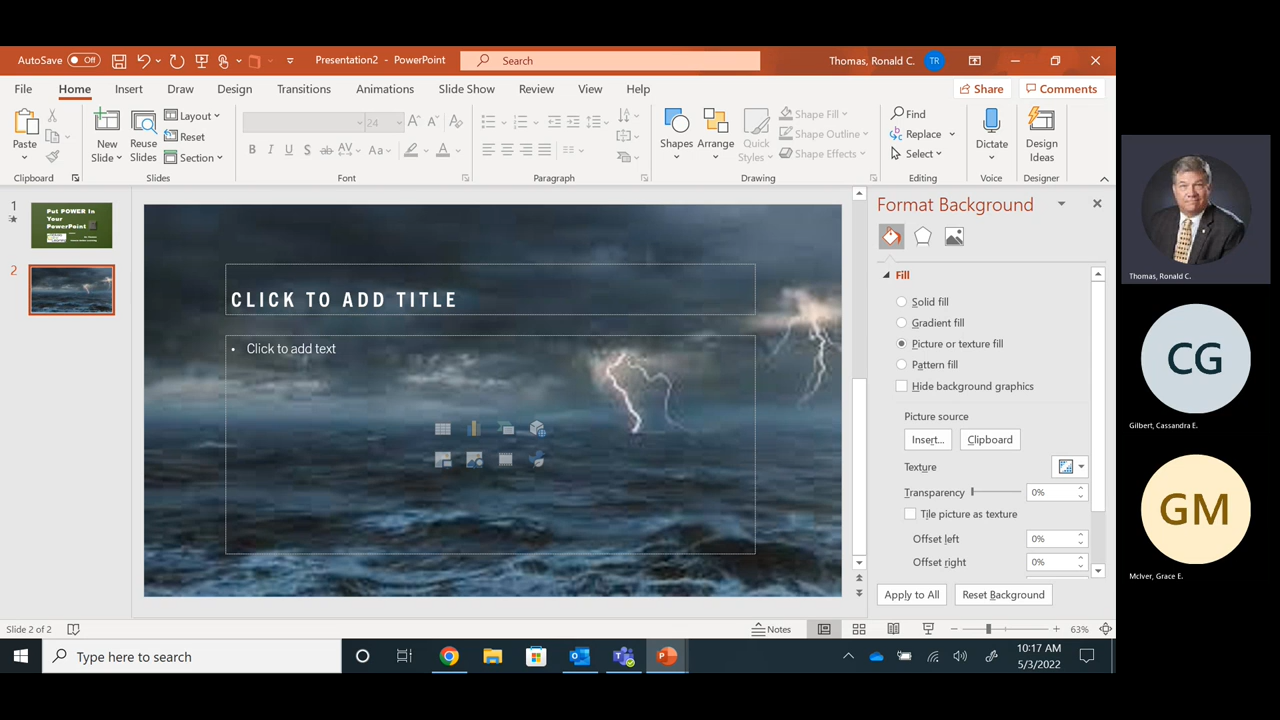 AutoSave Off Presentation2 - PowerPoint Search Thomas, Ronald C. TR
File Home Insert Draw Design Transitions Animations Slide Show Review View Help Share Comments
Paste
Clipboard
New Slide
Reuse Slides
Layout
Reset
Section
Slides
24
B I U S ab AV Aa A
Font
Paragraph
Shapes
Arrange
Quick Styles
Shape Fill
Shape Outline
Shape Effects
Drawing
Find
Replace
Select
Editing
Dictate
Voice
Design Ideas
Designer
1
Put POWER In
Your
PowerPoint
2
CLICK TO ADD TITLE
• Click to add text
Format Background
Fill
Solid fill
Gradient fill
Picture or texture fill
Pattern fill
Hide background graphics
Picture source
Insert... Clipboard
Texture
Transparency 0%
Tile picture as texture
Offset left 0%
Offset right 0%
Apply to All Reset Background
Slide 2 of 2 Notes 63%
Type here to search
10:17 AM
5/3/2022
Thomas, Ronald C.
CG
Gilbert, Cassandra E.
GM
McIver, Grace E.